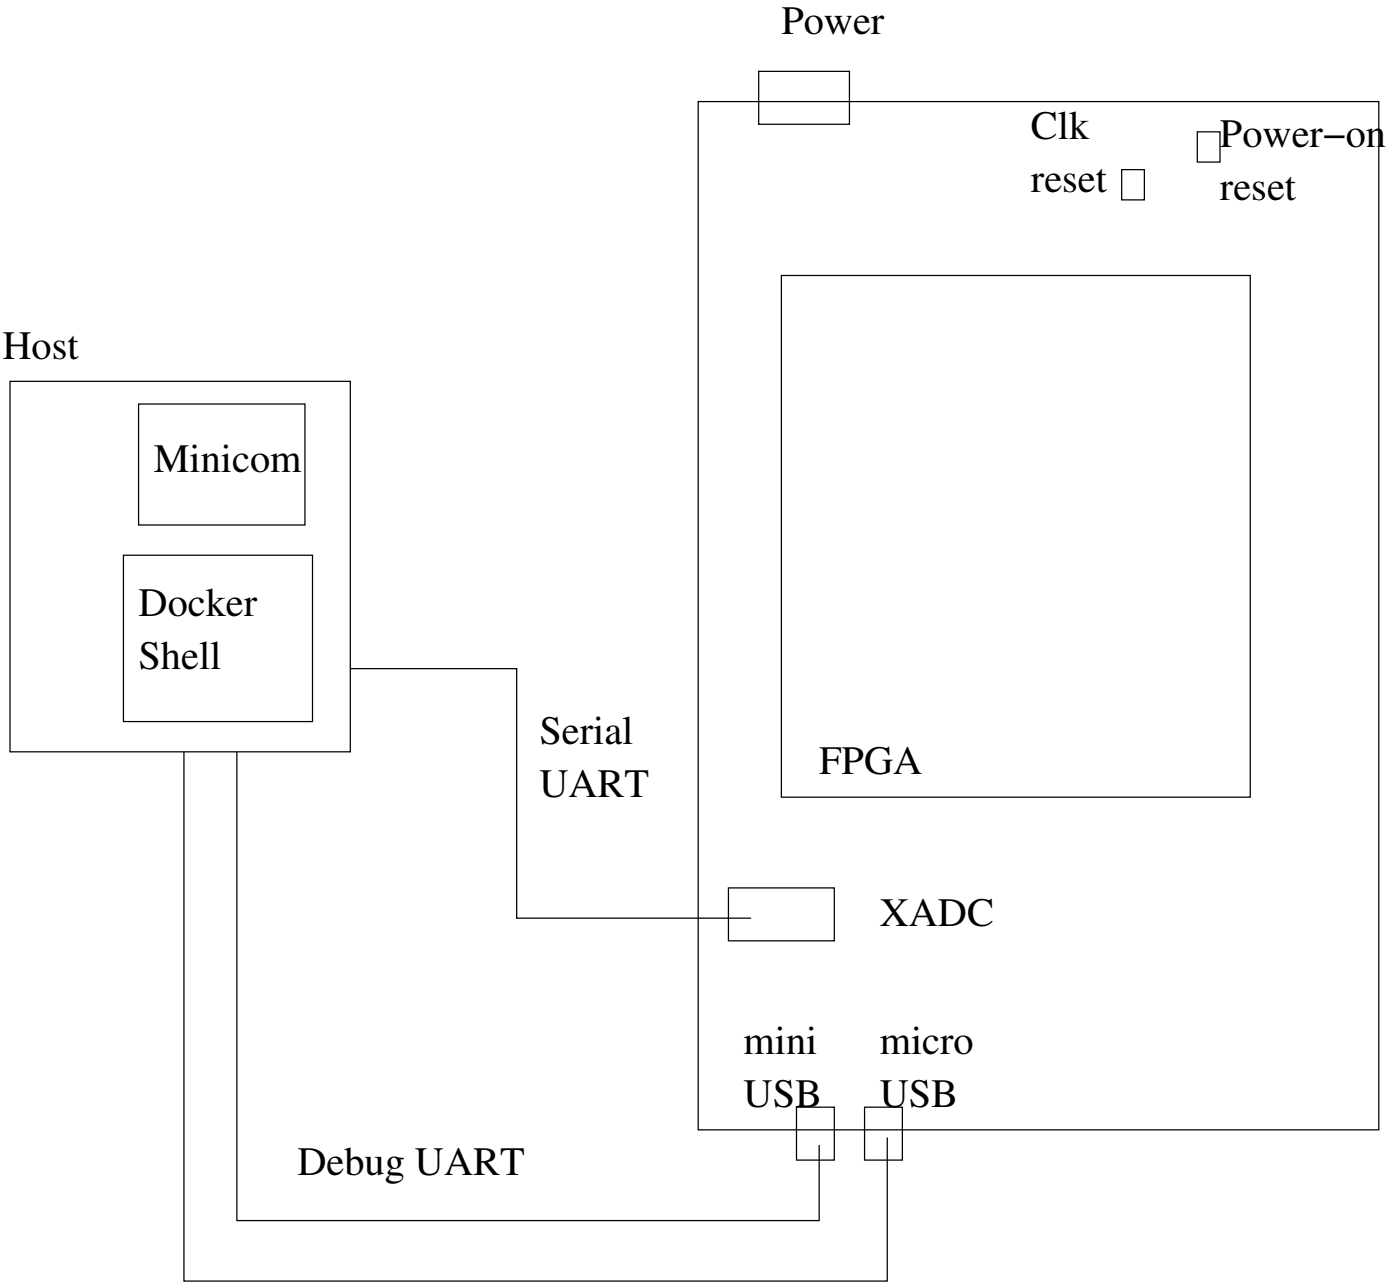 Power
Clk
reset
Power−on
reset
Host
Minicom
Docker
Shell
Serial
UART
FPGA
XADC
mini
USB
micro
USB
Debug UART